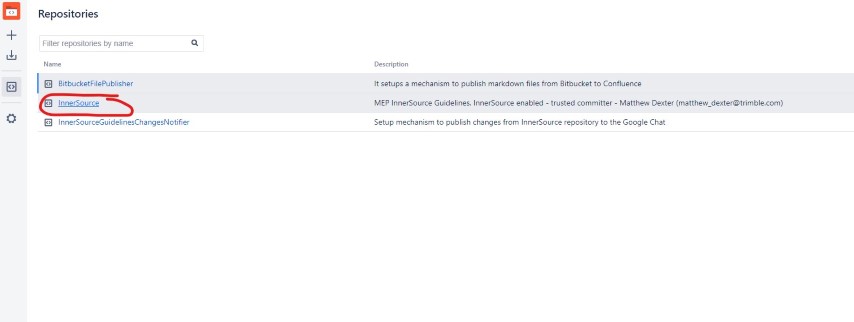 Repositories
Filter repositories by name
Name Description
BitbucketFilePublisher It setups a mechanism to publish markdown files from Bitbucket to Confluence
InnerSource MEP InnerSource Guidelines. InnerSource enabled - trusted committer - Matthew Dexter (matthew_dexter@trimble.com)
InnerSourceGuidelinesChangesNotifier Setup mechanism to publish changes from InnerSource repository to the Google Chat